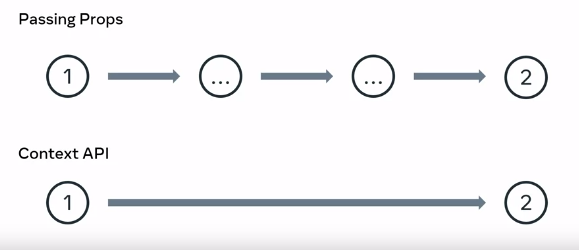 Passing Props
1 ... ... 2
Context API
1 2